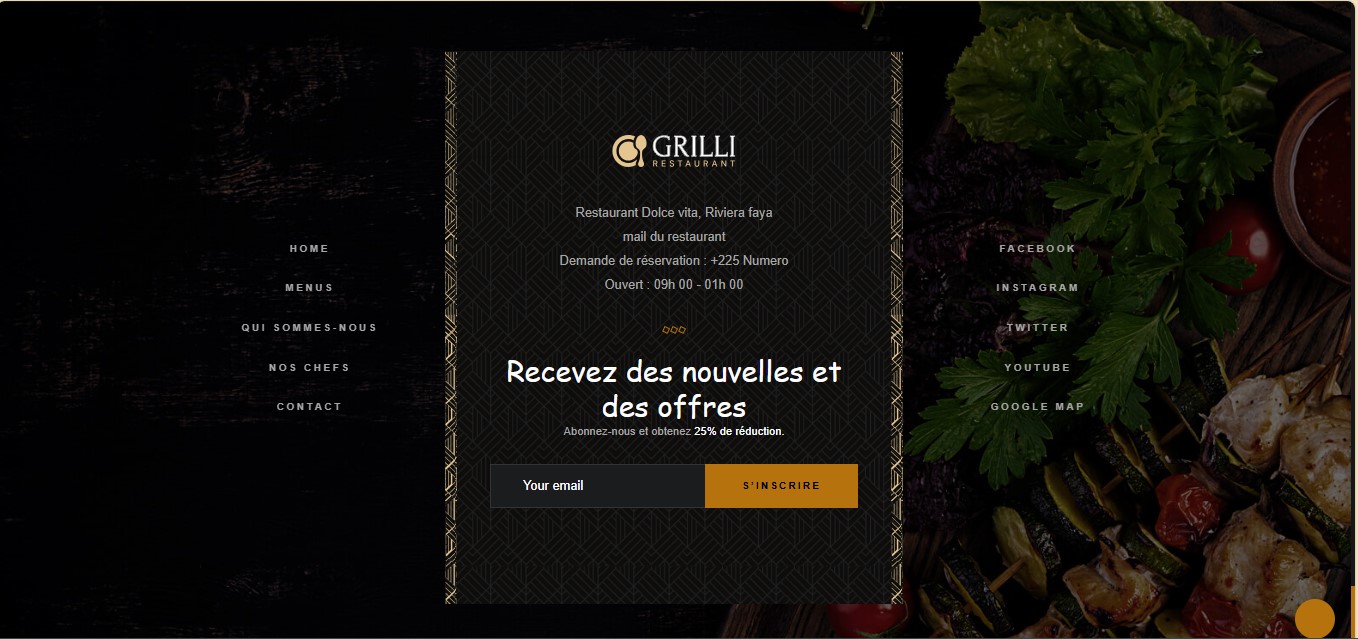 GRILLI
RESTAURANT
Restaurant Dolce vita, Riviera faya
mail du restaurant
Demande de réservation : +225 Numero
Ouvert : 09h 00 - 01h 00
Recevez des nouvelles et
des offres
Abonnez-nous et obtenez 25% de réduction.
Your email
S'INSCRIRE
HOME
MENUS
QUI SOMMES-NOUS
NOS CHEFS
CONTACT
FACEBOOK
INSTAGRAM
TWITTER
YOUTUBE
GOOGLE MAP